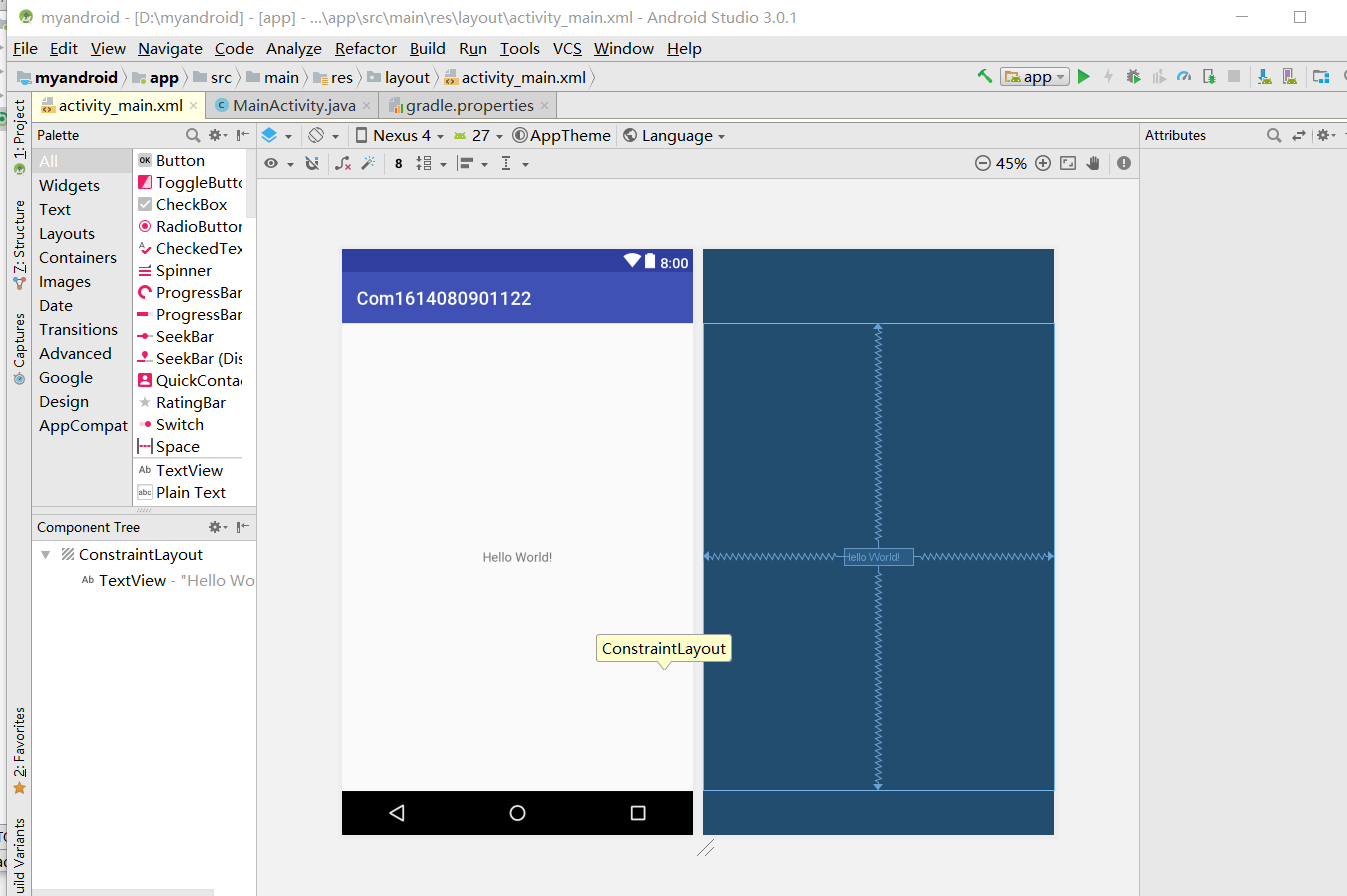 myandroid - [D:\myandroid] - [app] - ...\app\src\main\res\layout\activity_main.xml - Android Studio 3.0.1
File Edit View Navigate Code Analyze Refactor Build Run Tools VCS Window Help
myandroid app src main res layout activity_main.xml
app
activity_main.xml MainActivity.java gradle.properties
1: Project
Z: Structure
Captures
2: Favorites
uild Variants
Palette
All
Widgets
Text
Layouts
Containers
Images
Date
Transitions
Advanced
Google
Design
AppCompat
OK Button
ToggleButto
CheckBox
RadioButtor
CheckedTex
Spinner
ProgressBar
ProgressBar
SeekBar
SeekBar (Dis
QuickConta
RatingBar
Switch
Space
Ab TextView
abc Plain Text
Component Tree
ConstraintLayout
Ab TextView - "Hello Wo
Nexus 4 27 AppTheme Language
8
45%
Attributes
8:00
Com1614080901122
Hello World!
Hello World!
ConstraintLayout